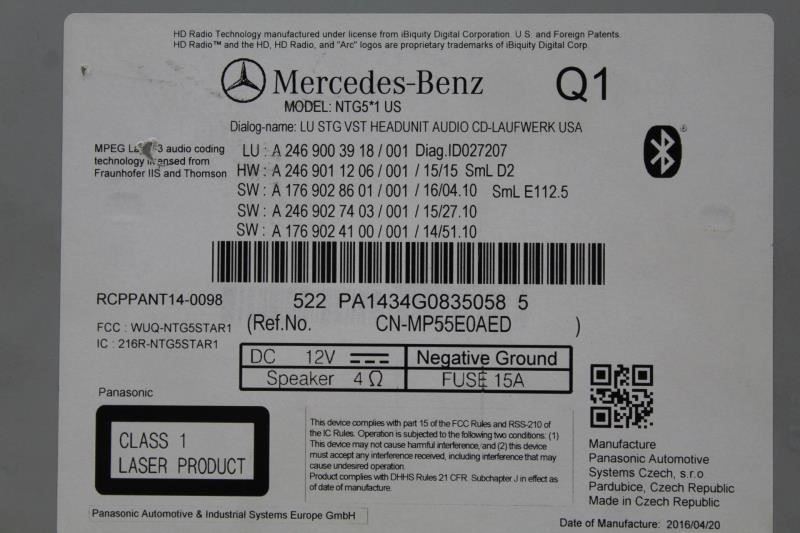 HD Radio Technology manufactured under license from iBiquity Digital Corporation. U.S. and Foreign Patents.
HD Radio™ and the HD, HD Radio, and "Arc" logos are proprietary trademarks of iBiquity Digital Corp.
Mercedes-Benz Q1
MODEL: NTG5*1 US
Dialog-name: LU STG VST HEADUNIT AUDIO CD-LAUFWERK USA
MPEG 3 audio coding
technology licensed from
Fraunhofer IIS and Thomson
LU : A 246 900 39 18 / 001 Diag.ID027207
HW : A 246 901 12 06 / 001 / 15/15 SmL D2
SW : A 176 902 86 01 / 001 / 16/04.10 SmL E112.5
SW : A 246 902 74 03 / 001 / 15/27.10
SW : A 176 902 41 00 / 001 / 14/51.10
RCPPANT14-0098
522 PA1434G0835058 5
FCC : WUQ-NTG5STAR1
IC : 216R-NTG5STAR1
(Ref.No. CN-MP55E0AED )
DC 12V Negative Ground
Speaker 4 Ω FUSE 15A
Panasonic
CLASS 1
LASER PRODUCT
This device complies with part 15 of the FCC Rules and RSS-210 of
the IC Rules. Operation is subjected to the following two conditions: (1)
This device may not cause harmful interference, and (2) this device
must accept any interference received, including interference that may
cause undesired operation.
Product complies with DHHS Rules 21 CFR. Subchapter J in effect as
of date of manufacture.
Manufacture
Panasonic Automotive
Systems Czech, s.r.o
Pardubice, Czech Republic
Made in Czech Republic
Panasonic Automotive & Industrial Systems Europe GmbH
Date of Manufacture: 2016/04/20